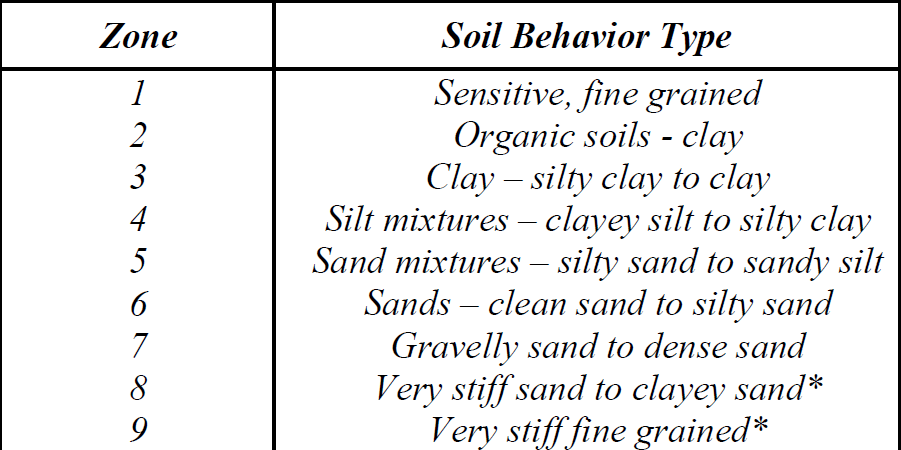 Zone Soil Behavior Type
1 Sensitive, fine grained
2 Organic soils - clay
3 Clay – silty clay to clay
4 Silt mixtures – clayey silt to silty clay
5 Sand mixtures – silty sand to sandy silt
6 Sands – clean sand to silty sand
7 Gravelly sand to dense sand
8 Very stiff sand to clayey sand*
9 Very stiff fine grained*